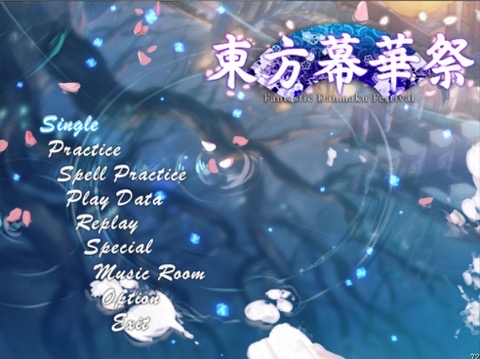 東方幕華祭
Fantastic Danmaku Festival
Single
Practice
Spell Practice
Play Data
Replay
Special
Music Room
Option
Exit
72